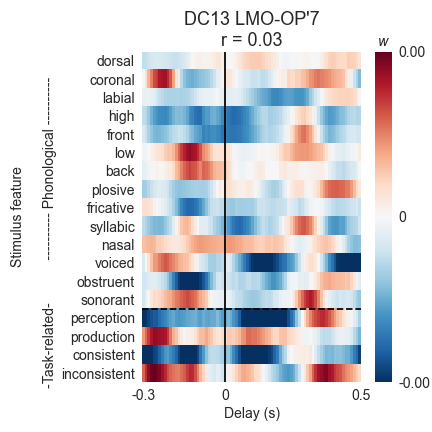 DC13 LMO-OP'7
r = 0.03
w
dorsal
coronal
labial
high
front
low
back
plosive
fricative
syllabic
nasal
voiced
obstruent
sonorant
perception
production
consistent
inconsistent
Stimulus feature
---------- Phonological ----------
-Task-related-
0.00
0
-0.00
-0.3
0
0.5
Delay (s)